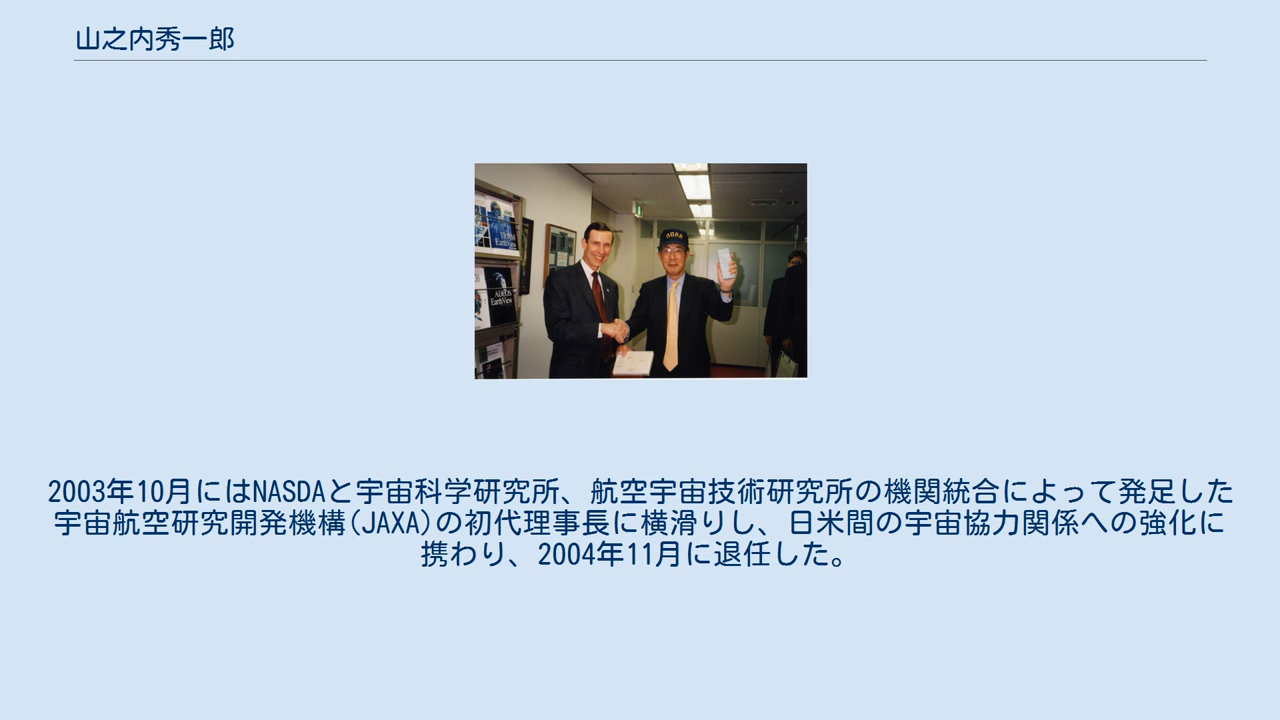 山之内秀一郎
NOAA
ADEOS
EarthView
EarthView
2003年10月にはNASDAと宇宙科学研究所、航空宇宙技術研究所の機関統合によって発足した
宇宙航空研究開発機構(JAXA)の初代理事長に横滑りし、日米間の宇宙協力関係への強化に
携わり、2004年11月に退任した。